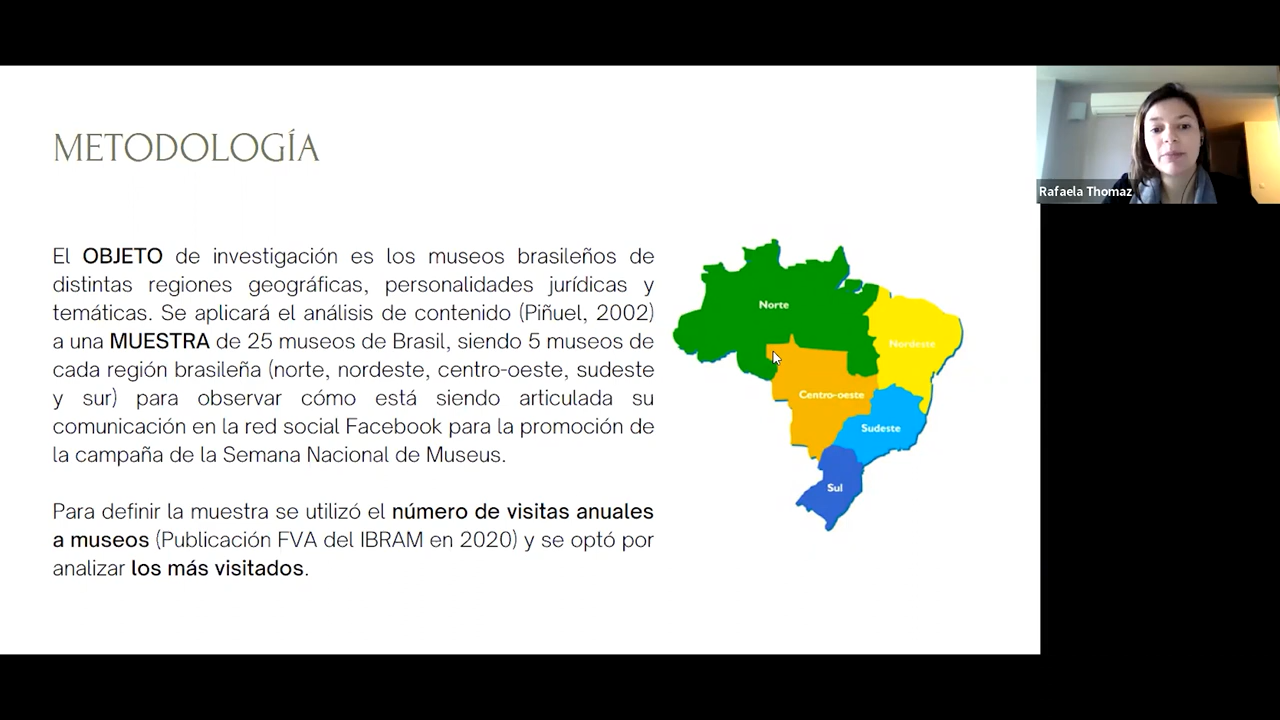 METODOLOGÍA
El OBJETO de investigación es los museos brasileños de
distintas regiones geográficas, personalidades jurídicas y
temáticas. Se aplicará el análisis de contenido (Piñuel, 2002)
a una MUESTRA de 25 museos de Brasil, siendo 5 museos de
cada región brasileña (norte, nordeste, centro-oeste, sudeste
y sur) para observar cómo está siendo articulada su
comunicación en la red social Facebook para la promoción de
la campaña de la Semana Nacional de Museus.
Para definir la muestra se utilizó el número de visitas anuales
a museos (Publicación FVA del IBRAM en 2020) y se optó por
analizar los más visitados.
Norte
Nordeste
Centro-oeste
Sudeste
Sul
Rafaela Thomaz